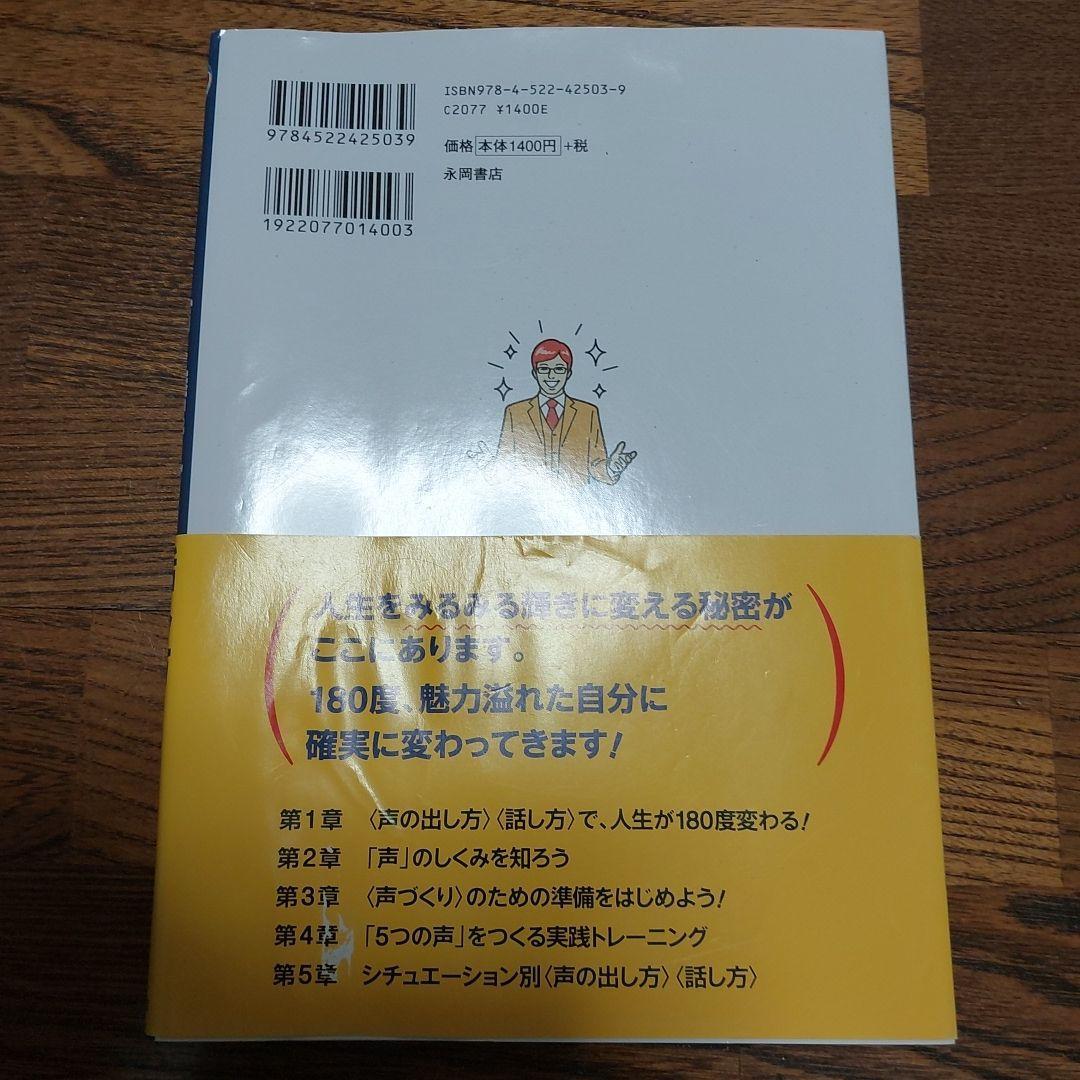 ISBN978-4-522-42503-9
C2077 ¥1400E
9784522425039
価格 本体1400円 +税
永岡書店
1922077014003
人生をみるみる輝きに変える秘密が
ここにあります。
180度、魅力溢れた自分に
確実に変わってきます!
第1章 〈声の出し方〉〈話し方〉で、人生が180度変わる!
第2章 「声」のしくみを知ろう
第3章 〈声づくり〉のための準備をはじめよう!
第4章 「5つの声」をつくる実践トレーニング
第5章 シチュエーション別〈声の出し方〉〈話し方〉